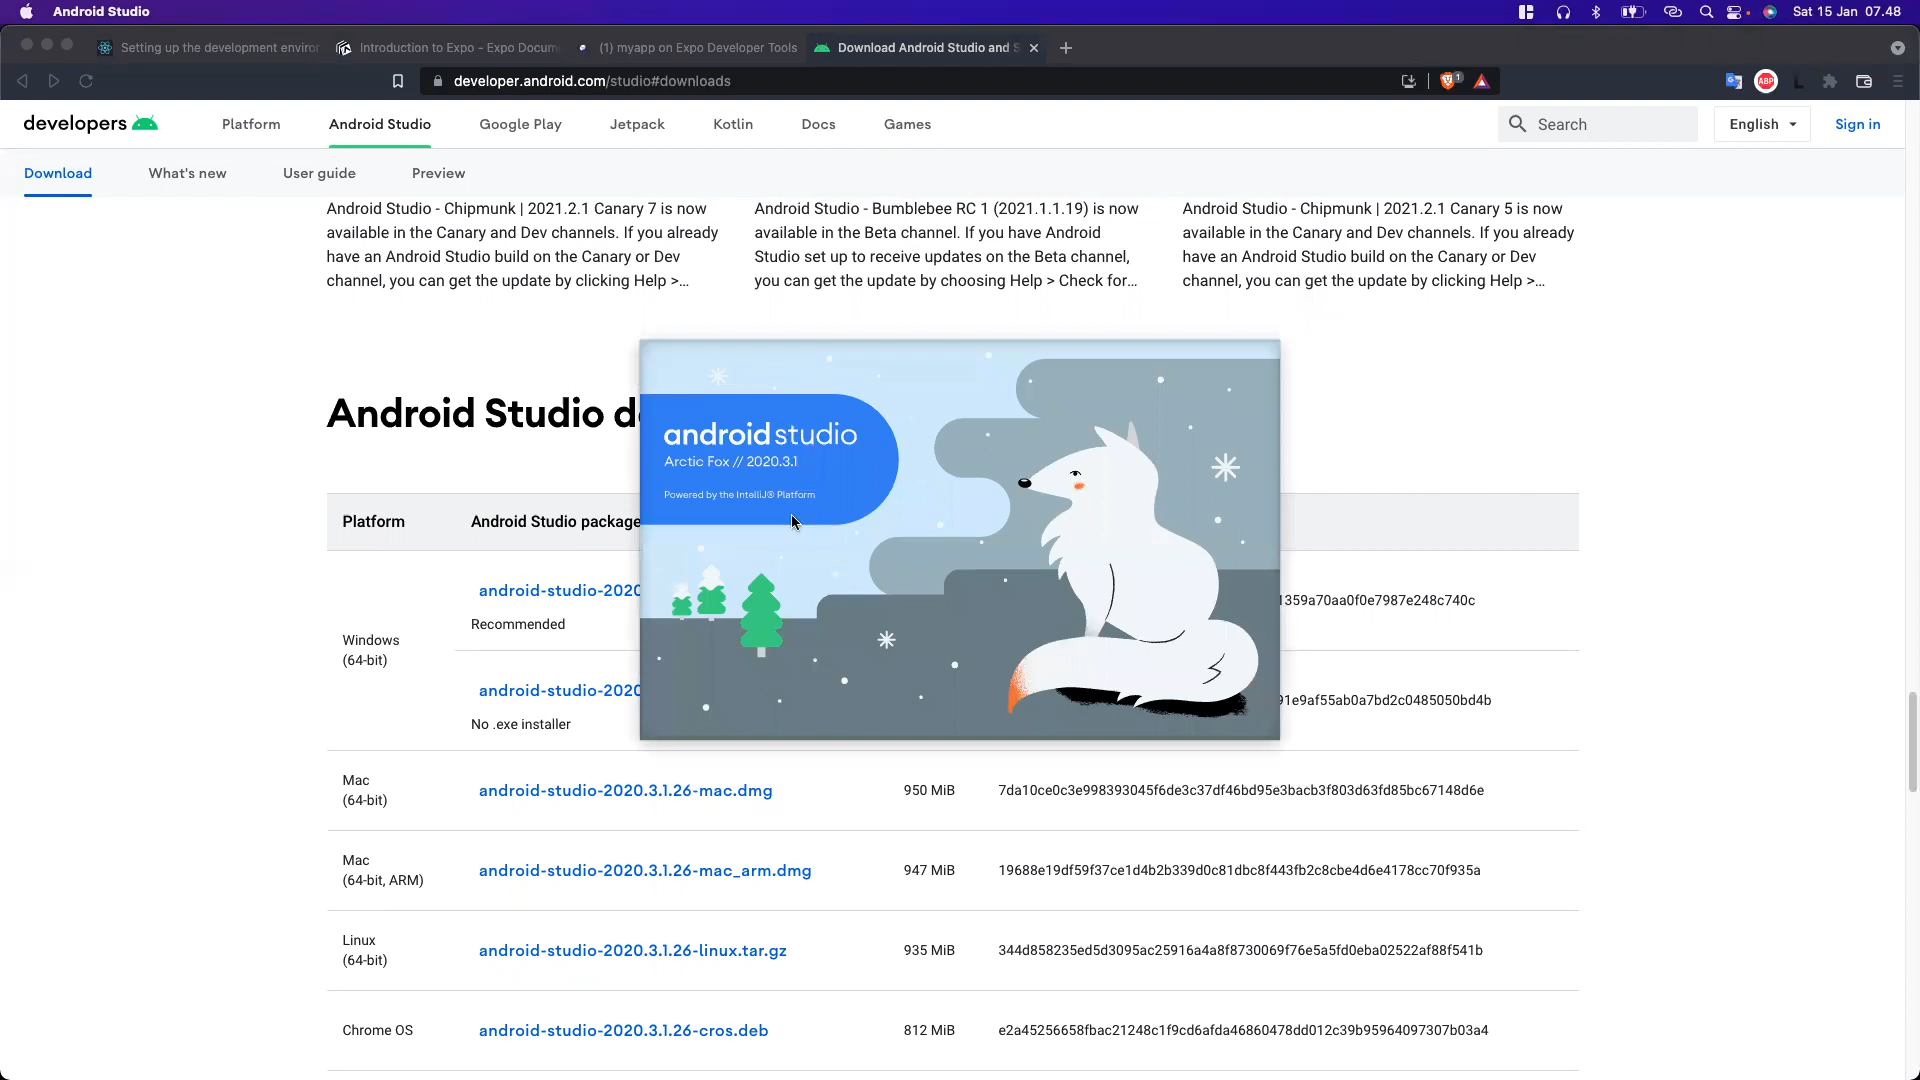 Android Studio
Sat 15 Jan 07.48
Setting up the development enviror
Introduction to Expo - Expo Docum
(1) myapp on Expo Developer Tools
Download Android Studio and S
developer.android.com/studio#downloads
1
ABP
developers
Platform
Android Studio
Google Play
Jetpack
Kotlin
Docs
Games
Search
English
Sign in
Download
What's new
User guide
Preview
Android Studio - Chipmunk | 2021.2.1 Canary 7 is now
available in the Canary and Dev channels. If you already
have an Android Studio build on the Canary or Dev
channel, you can get the update by clicking Help >...
Android Studio - Bumblebee RC 1 (2021.1.1.19) is now
available in the Beta channel. If you have Android
Studio set up to receive updates on the Beta channel,
you can get the update by choosing Help > Check for...
Android Studio - Chipmunk | 2021.2.1 Canary 5 is now
available in the Canary and Dev channels. If you already
have an Android Studio build on the Canary or Dev
channel, you can get the update by clicking Help >...
Android Studio d
androidstudio
Arctic Fox // 2020.3.1
Powered by the IntelliJ® Platform
Platform
Android Studio package
Windows
(64-bit)
android-studio-2020
Recommended
1359a70aa0f0e7987e248c740c
android-studio-2020
No .exe installer
91e9af55ab0a7bd2c0485050bd4b
Mac
(64-bit)
android-studio-2020.3.1.26-mac.dmg
950 MiB
7da10ce0c3e998393045f6de3c37df46bd95e3bacb3f803d63fd85bc67148d6e
Mac
(64-bit, ARM)
android-studio-2020.3.1.26-mac_arm.dmg
947 MiB
19688e19df59f37ce1d4b2b339d0c81dbc8f443fb2c8cbe4d6e4178cc70f935a
Linux
(64-bit)
android-studio-2020.3.1.26-linux.tar.gz
935 MiB
344d858235ed5d3095ac25916a4a8f8730069f76e5a5fd0eba02522af88f541b
Chrome OS
android-studio-2020.3.1.26-cros.deb
812 MiB
e2a45256658fbac21248c1f9cd6afda46860478dd012c39b95964097307b03a4